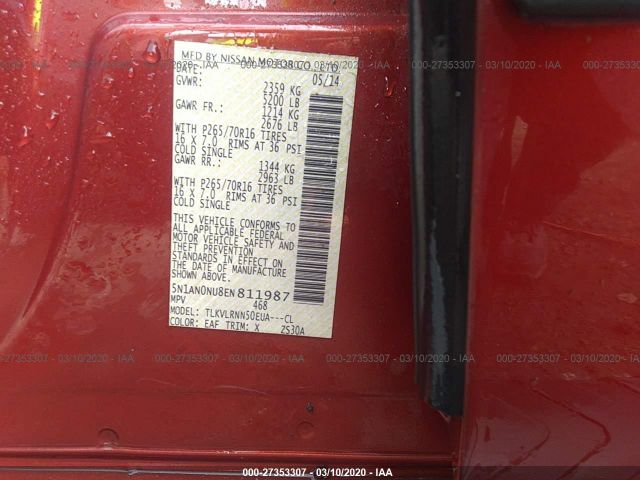 MFD BY NISSAN MOTOR CO., LTD
DATE: 05/14
GVWR: 2359 KG
5200 LB
GAWR FR.: 1214 KG
2676 LB
WITH P265/70R16 TIRES
16 X 7.0 RIMS AT 36 PSI
COLD SINGLE
GAWR RR.: 1344 KG
2963 LB
WITH P265/70R16 TIRES
16 X 7.0 RIMS AT 36 PSI
COLD SINGLE
THIS VEHICLE CONFORMS TO
ALL APPLICABLE FEDERAL
MOTOR VEHICLE SAFETY AND
THEFT PREVENTION
STANDARDS IN EFFECT ON
THE DATE OF MANUFACTURE
SHOWN ABOVE.
5N1AN0NU8EN811987
MPV 468
MODEL: TLKVLRNN50EUA---CL
COLOR: EAF TRIM: X ZS30A
000-27353307 - 03/10/2020 - IAA